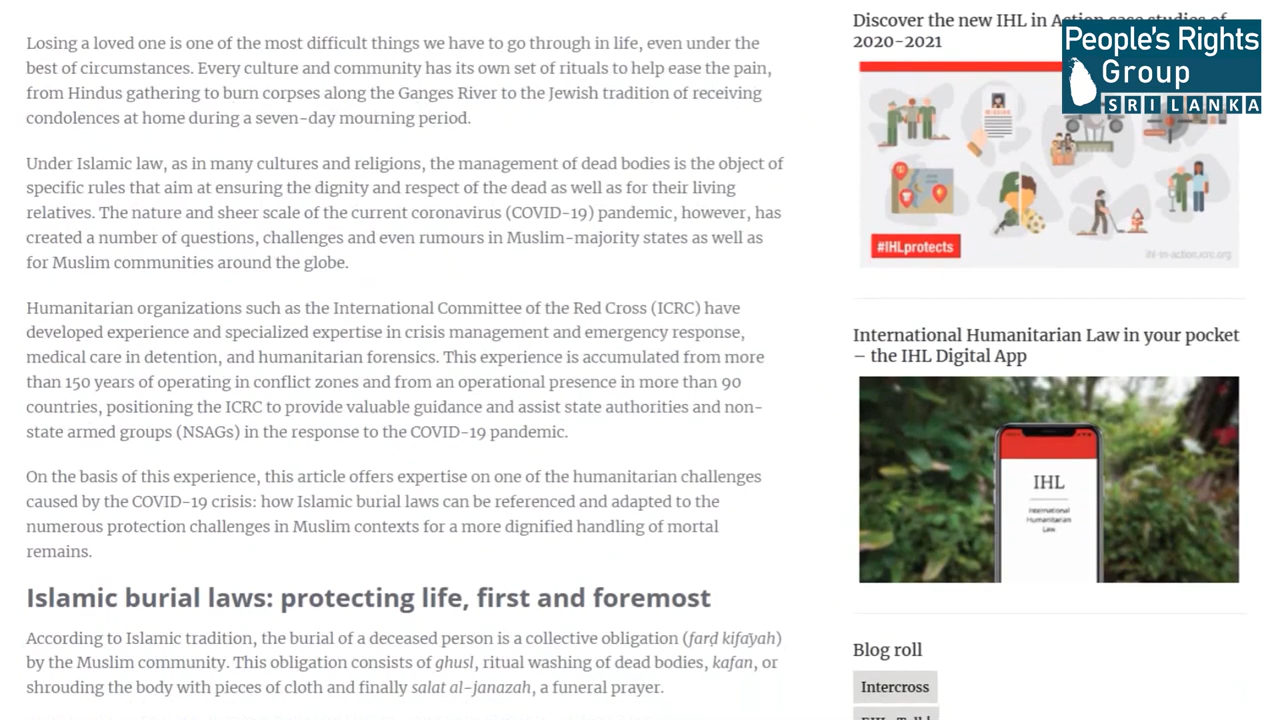 Losing a loved one is one of the most difficult things we have to go through in life, even under the
best of circumstances. Every culture and community has its own set of rituals to help ease the pain,
from Hindus gathering to burn corpses along the Ganges River to the Jewish tradition of receiving
condolences at home during a seven-day mourning period.
Under Islamic law, as in many cultures and religions, the management of dead bodies is the object of
specific rules that aim at ensuring the dignity and respect of the dead as well as for their living
relatives. The nature and sheer scale of the current coronavirus (COVID-19) pandemic, however, has
created a number of questions, challenges and even rumours in Muslim-majority states as well as
for Muslim communities around the globe.
Humanitarian organizations such as the International Committee of the Red Cross (ICRC) have
developed experience and specialized expertise in crisis management and emergency response,
medical care in detention, and humanitarian forensics. This experience is accumulated from more
than 150 years of operating in conflict zones and from an operational presence in more than 90
countries, positioning the ICRC to provide valuable guidance and assist state authorities and non-
state armed groups (NSAGs) in the response to the COVID-19 pandemic.
On the basis of this experience, this article offers expertise on one of the humanitarian challenges
caused by the COVID-19 crisis: how Islamic burial laws can be referenced and adapted to the
numerous protection challenges in Muslim contexts for a more dignified handling of mortal
remains.
Islamic burial laws: protecting life, first and foremost
According to Islamic tradition, the burial of a deceased person is a collective obligation (farḍ kifaȳah)
by the Muslim community. This obligation consists of ghusl, ritual washing of dead bodies, kafan, or
shrouding the body with pieces of cloth and finally salat al-janazah, a funeral prayer.
Discover the new IHL in Action case studies of
2020-2021
People's Rights
Group
SRI LANKA
#IHLprotects
ihl-in-action.icrc.org
International Humanitarian Law in your pocket
– the IHL Digital App
IHL
International
Humanitarian
Law
Blog roll
Intercross